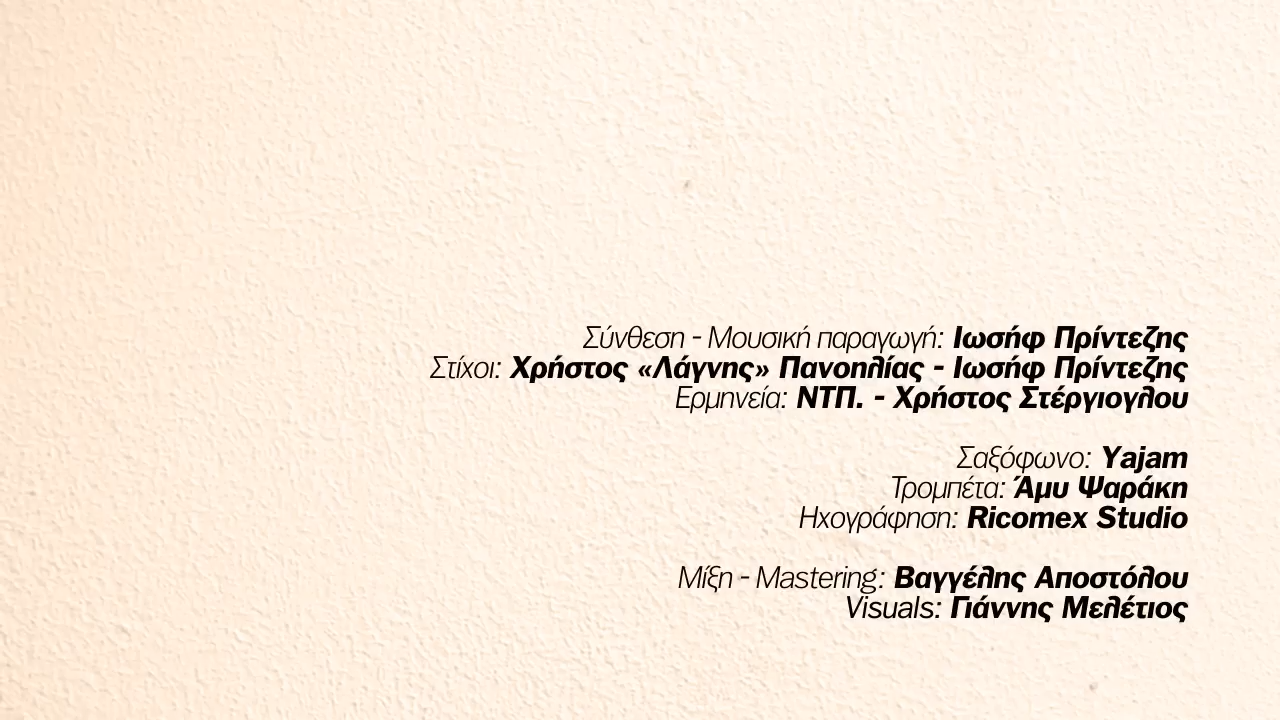 Σύνθεση - Μουσική παραγωγή: Ιωσήφ Πρίντεζης
Στίχοι: Χρήστος «Λάγνης» Πανοηλίας - Ιωσήφ Πρίντεζης
Ερμηνεία: ΝΤΠ. - Χρήστος Στέργιογλου
Σαξόφωνο: Yajam
Τρομπέτα: Άμυ Ψαράκη
Ηχογράφηση: Ricomex Studio
Μίξη - Mastering: Βαγγέλης Αποστόλου
Visuals: Γιάννης Μελέτιος